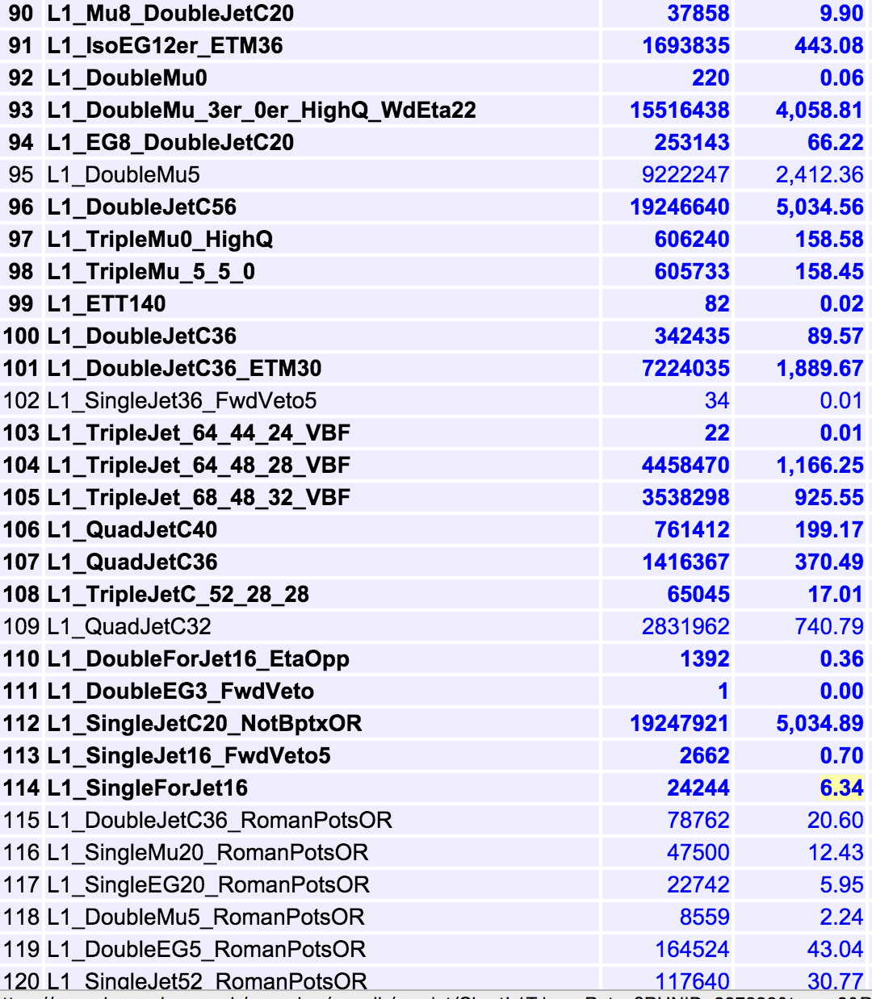 90 L1_Mu8_DoubleJetC20 37858 9.90
91 L1_IsoEG12er_ETM36 1693835 443.08
92 L1_DoubleMu0 220 0.06
93 L1_DoubleMu_3er_0er_HighQ_WdEta22 15516438 4,058.81
94 L1_EG8_DoubleJetC20 253143 66.22
95 L1_DoubleMu5 9222247 2,412.36
96 L1_DoubleJetC56 19246640 5,034.56
97 L1_TripleMu0_HighQ 606240 158.58
98 L1_TripleMu_5_5_0 605733 158.45
99 L1_ETT140 82 0.02
100 L1_DoubleJetC36 342435 89.57
101 L1_DoubleJetC36_ETM30 7224035 1,889.67
102 L1_SingleJet36_FwdVeto5 34 0.01
103 L1_TripleJet_64_44_24_VBF 22 0.01
104 L1_TripleJet_64_48_28_VBF 4458470 1,166.25
105 L1_TripleJet_68_48_32_VBF 3538298 925.55
106 L1_QuadJetC40 761412 199.17
107 L1_QuadJetC36 1416367 370.49
108 L1_TripleJetC_52_28_28 65045 17.01
109 L1_QuadJetC32 2831962 740.79
110 L1_DoubleForJet16_EtaOpp 1392 0.36
111 L1_DoubleEG3_FwdVeto 1 0.00
112 L1_SingleJetC20_NotBptxOR 19247921 5,034.89
113 L1_SingleJet16_FwdVeto5 2662 0.70
114 L1_SingleForJet16 24244 6.34
115 L1_DoubleJetC36_RomanPotsOR 78762 20.60
116 L1_SingleMu20_RomanPotsOR 47500 12.43
117 L1_SingleEG20_RomanPotsOR 22742 5.95
118 L1_DoubleMu5_RomanPotsOR 8559 2.24
119 L1_DoubleEG5_RomanPotsOR 164524 43.04
120 L1_SingleJet52_RomanPotsOR 117640 30.77